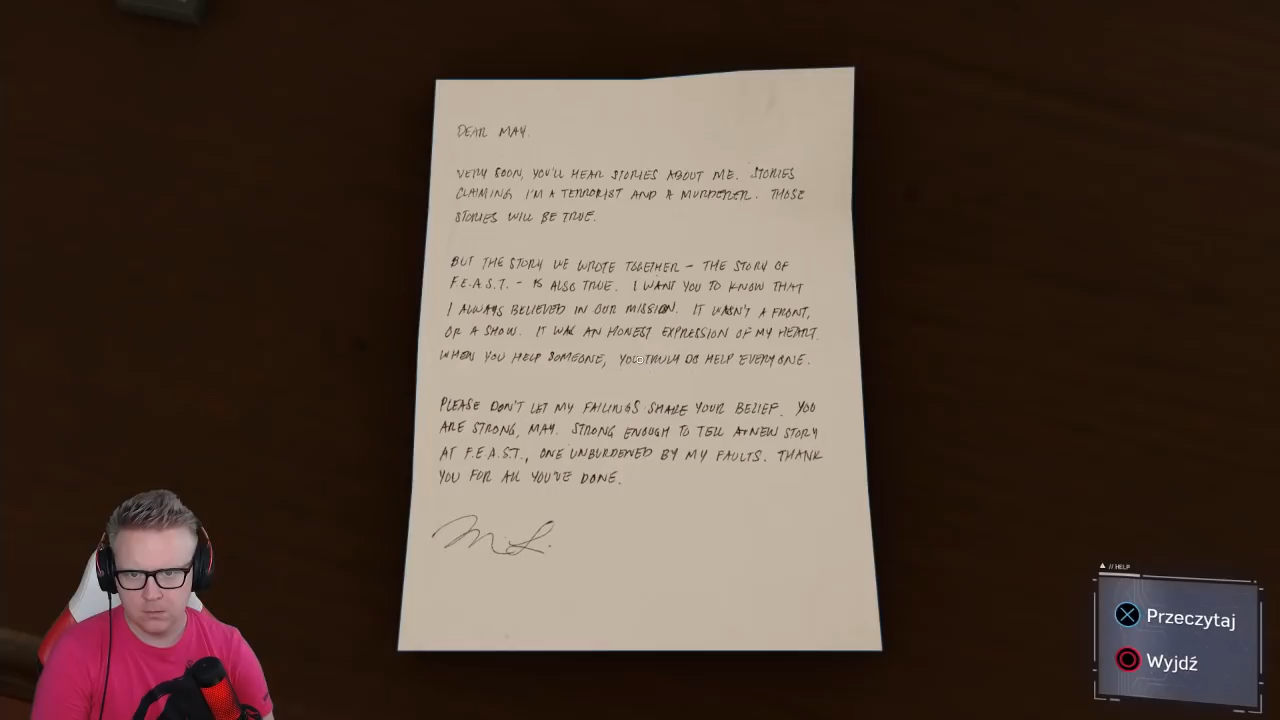 DEAR MAY.
VERY SOON, YOU'LL HEAR STORIES ABOUT ME. STORIES
CLAIMING I'M A TERRORIST AND A MURDERER. THOSE
STORIES WILL BE TRUE.
BUT THE STORY WE WROTE TOGETHER - THE STORY OF
F.E.A.S.T. - IS ALSO TRUE. I WANT YOU TO KNOW THAT
I ALWAYS BELIEVED IN OUR MISSION. IT WASN'T A FRONT,
OR A SHOW. IT WAS AN HONEST EXPRESSION OF MY HEART.
WHEN YOU HELP SOMEONE, YOU TRULY DO HELP EVERYONE.
PLEASE DON'T LET MY FAILINGS SHAKE YOUR BELIEF. YOU
ARE STRONG, MAY. STRONG ENOUGH TO TELL A NEW STORY
AT F.E.A.S.T., ONE UNBURDENED BY MY FAULTS. THANK
YOU FOR ALL YOU'VE DONE.
M.L.
// HELP
Przeczytaj
Wyjdź